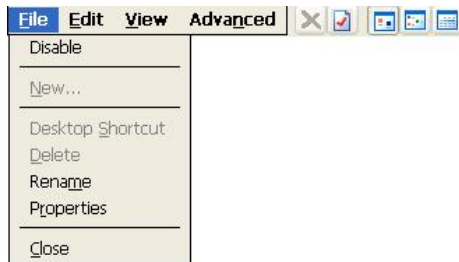 File Edit View Advanced
Disable
New...
Desktop Shortcut
Delete
Rename
Properties
Close